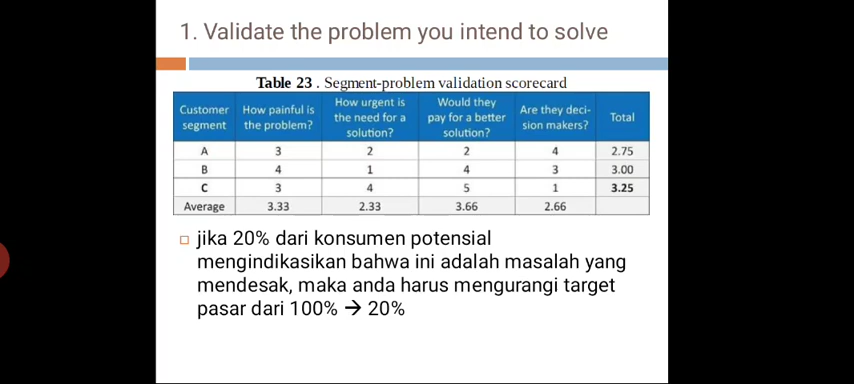 1. Validate the problem you intend to solve
Table 23 . Segment-problem validation scorecard
Customer segment | How painful is the problem? | How urgent is the need for a solution? | Would they pay for a better solution? | Are they deci-sion makers? | Total
A 3 2 2 4 2.75
B 4 1 4 3 3.00
C 3 4 5 1 3.25
Average 3.33 2.33 3.66 2.66
jika 20% dari konsumen potensial
mengindikasikan bahwa ini adalah masalah yang
mendesak, maka anda harus mengurangi target
pasar dari 100% → 20%